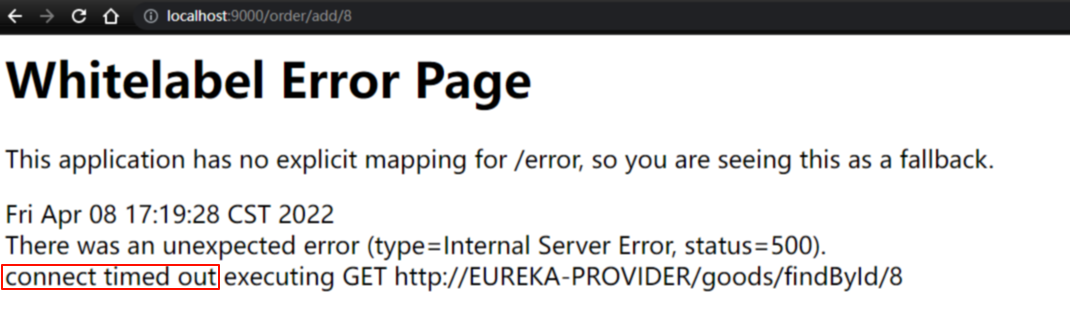 localhost:9000/order/add/8
Whitelabel Error Page
This application has no explicit mapping for /error, so you are seeing this as a fallback.
Fri Apr 08 17:19:28 CST 2022
There was an unexpected error (type=Internal Server Error, status=500).
connect timed out executing GET http://EUREKA-PROVIDER/goods/findById/8